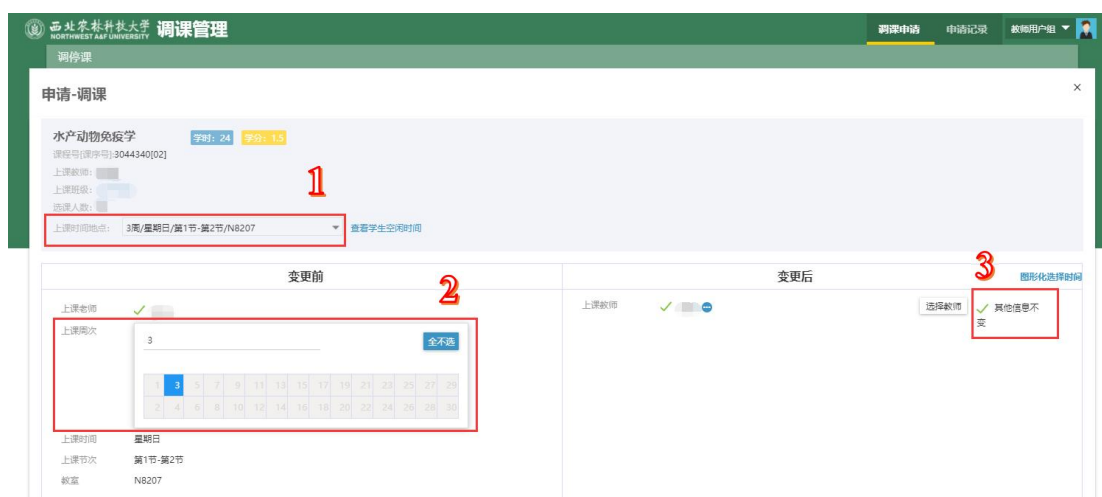 西北农林科技大学 调课管理 调课申请 申请记录 教师用户组
NORTHWEST A&F UNIVERSITY
调停课
申请-调课 ×
水产动物免疫学 学时：24 学分：1.5
课程号[课序号]:3044340[02]
上课教师：
1
上课班级：
选课人数：
上课时间地点： 3周/星期日/第1节-第2节/N8207 查看学生空闲时间
变更前 变更后 图形化选择时间
2
3
上课老师 上课教师 选择教师 其他信息不
变
上课周次
3 全不选
1 3 5 7 9 11 13 15 17 19 21 23 25 27 29
2 4 6 8 10 12 14 16 18 20 22 24 26 28 30
上课时间 星期日
上课节次 第1节-第2节
教室 N8207